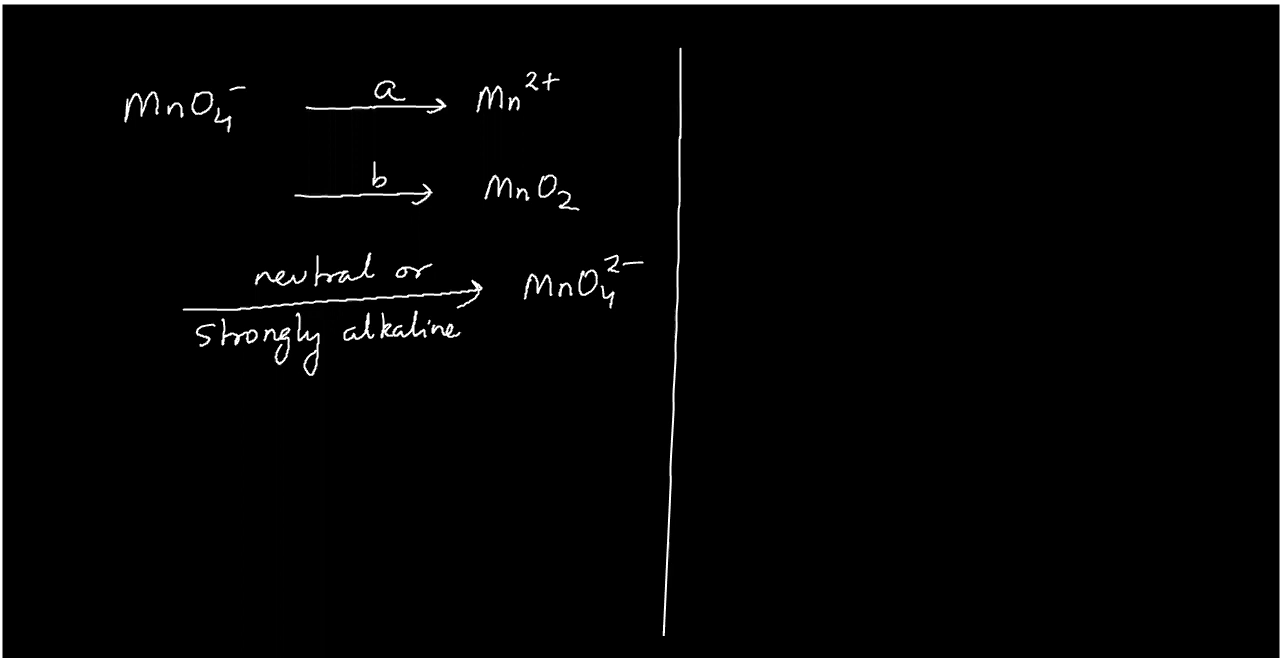 MnO₄⁻ a → Mn²⁺
b → MnO₂
neutral or → MnO₄²⁻
strongly alkaline